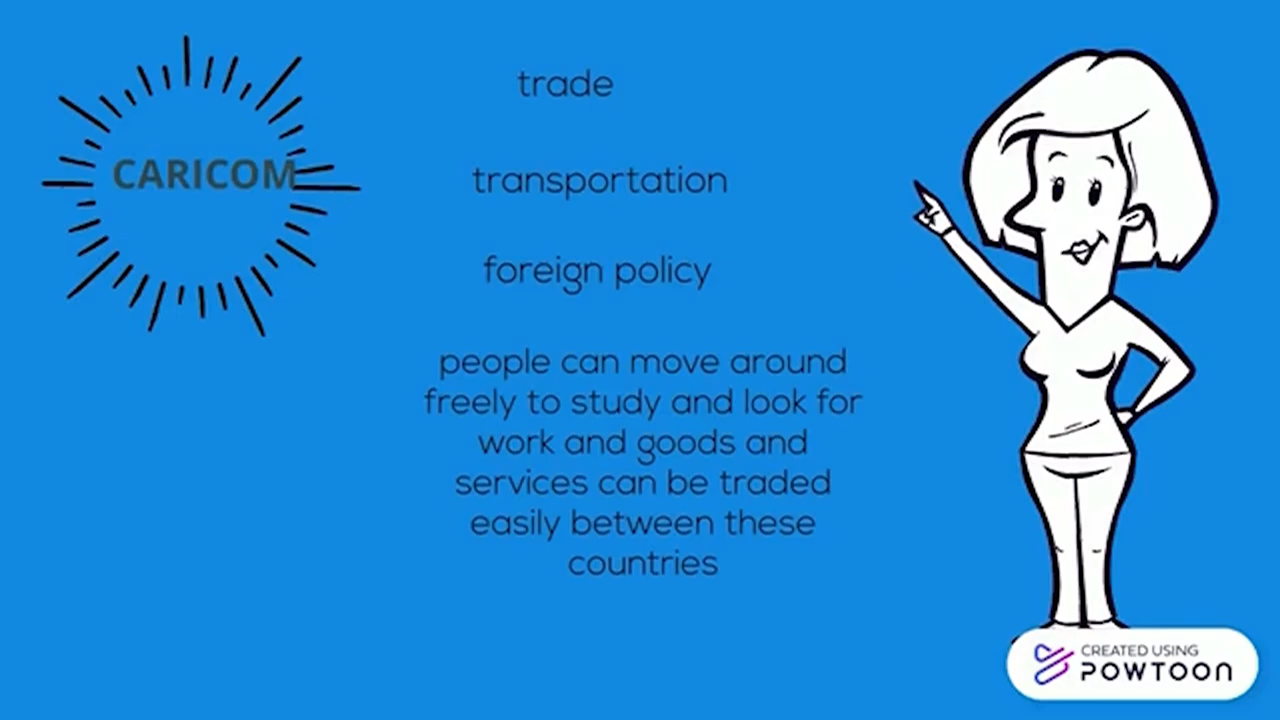 CARICOM
trade
transportation
foreign policy
people can move around
freely to study and look for
work and goods and
services can be traded
easily between these
countries
CREATED USING
POWTOON